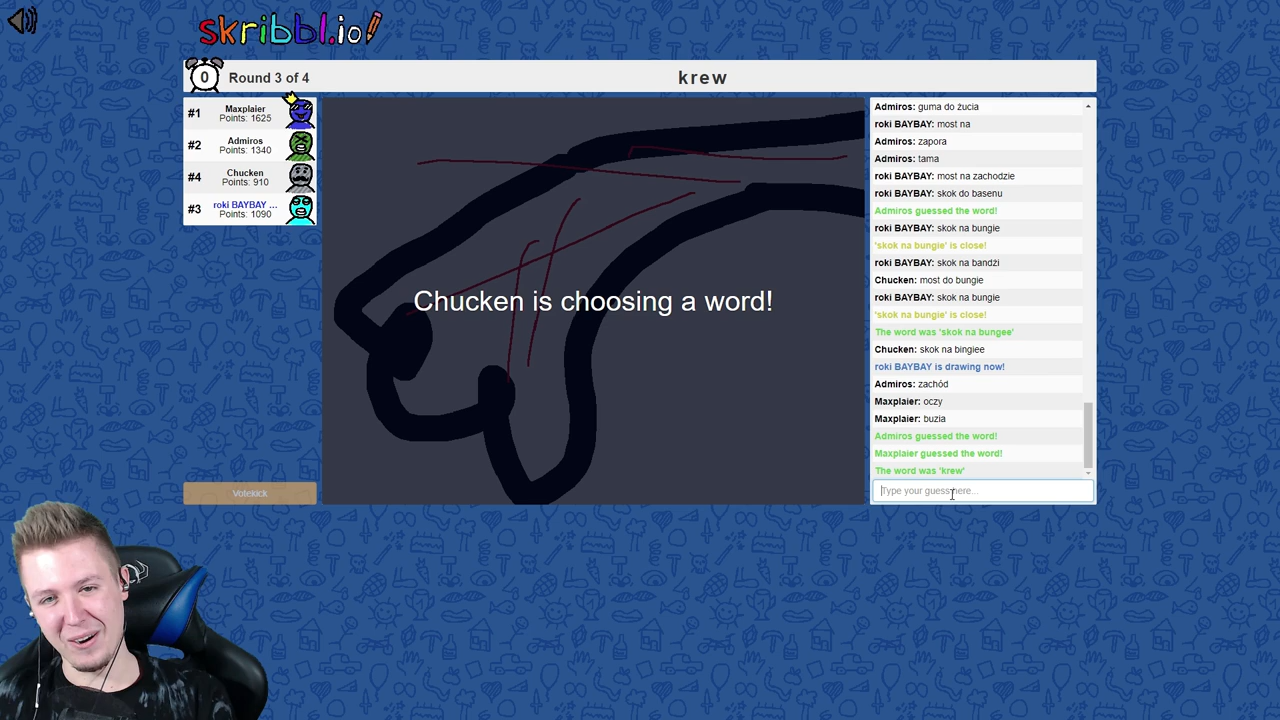 skribbl.io
0
Round 3 of 4
krew
#1
Maxplaier
Points: 1625
#2
Admiros
Points: 1340
#4
Chucken
Points: 910
#3
roki BAYBAY ...
Points: 1090
Votekick
Chucken is choosing a word!
Admiros: guma do żucia
roki BAYBAY: most na
Admiros: zapora
Admiros: tama
roki BAYBAY: most na zachodzie
roki BAYBAY: skok do basenu
Admiros guessed the word!
roki BAYBAY: skok na bungie
'skok na bungie' is close!
roki BAYBAY: skok na bandżi
Chucken: most do bungie
roki BAYBAY: skok na bungie
'skok na bungie' is close!
The word was 'skok na bungee'
Chucken: skok na bingiee
roki BAYBAY is drawing now!
Admiros: zachód
Maxplaier: oczy
Maxplaier: buzia
Admiros guessed the word!
Maxplaier guessed the word!
The word was 'krew'
Type your guess here...